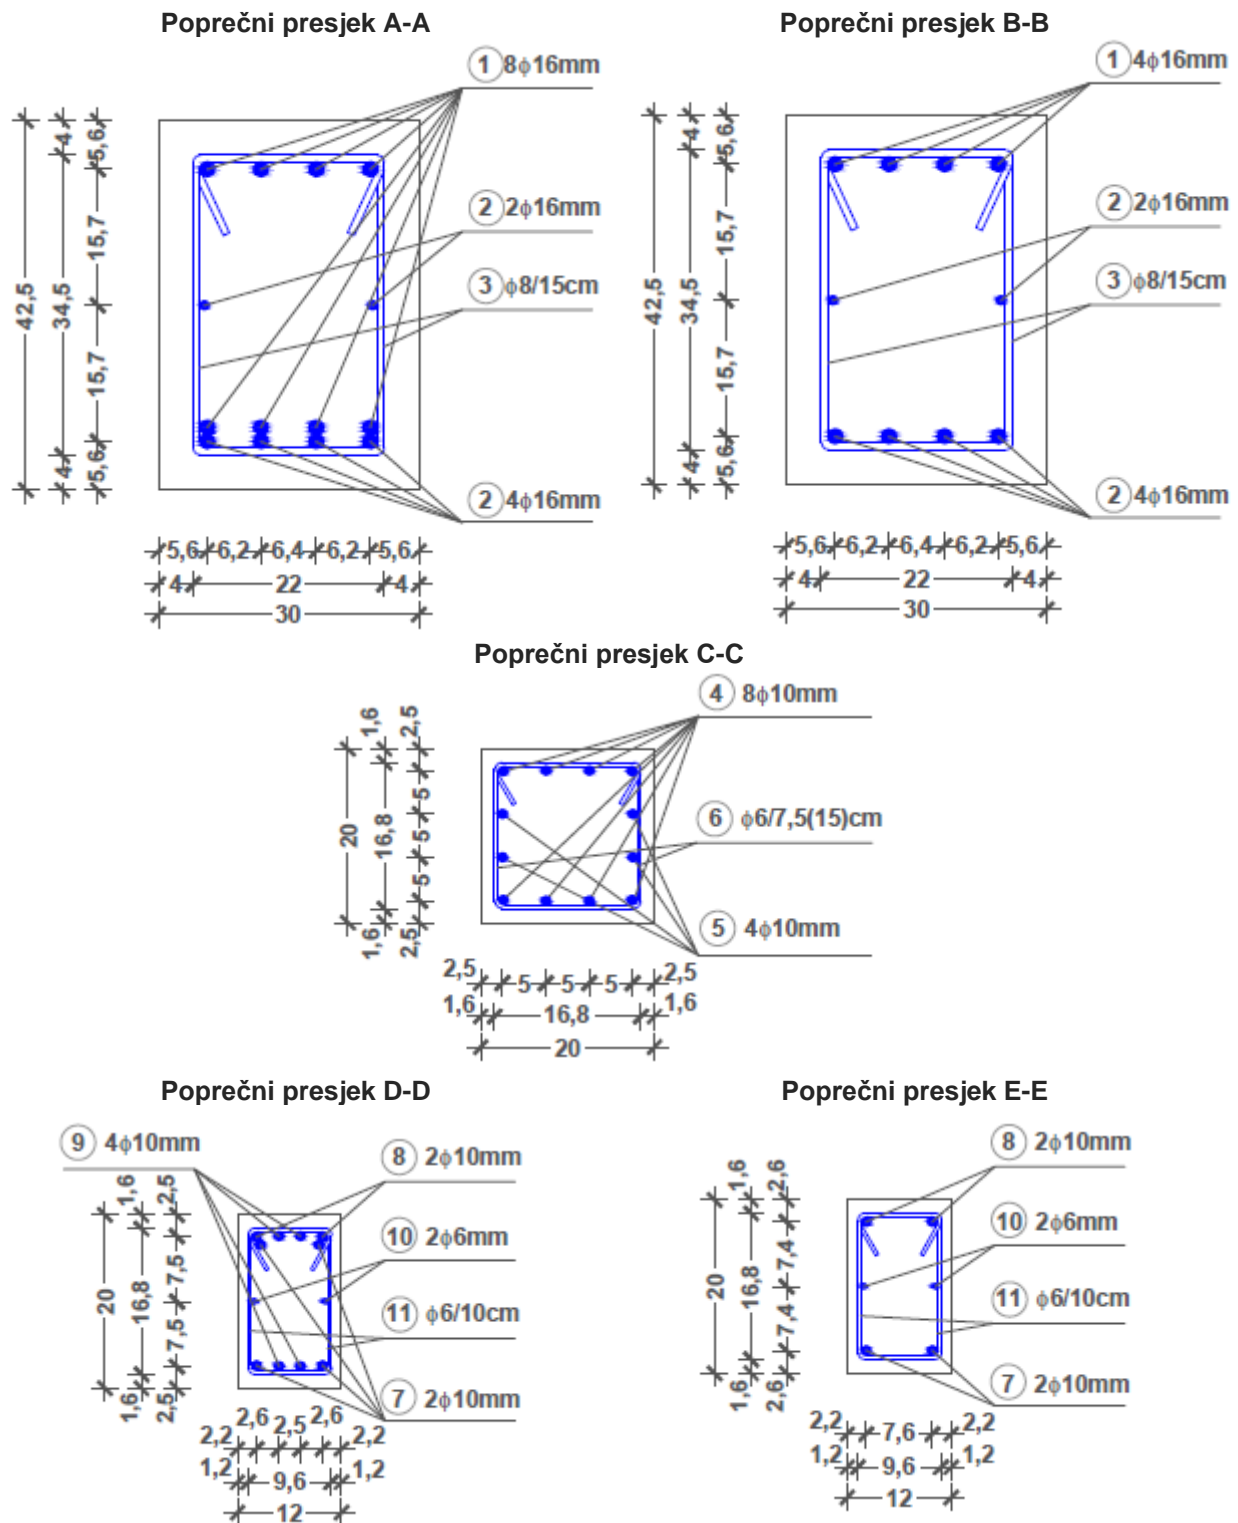 Poprečni presjek A-A
1 8ϕ16mm
2 2ϕ16mm
3 ϕ8/15cm
2 4ϕ16mm
42,5
4
34,5
4
5,6
15,7
15,7
5,6
5,6 6,2 6,4 6,2 5,6
4 22 4
30
Poprečni presjek B-B
1 4ϕ16mm
2 2ϕ16mm
3 ϕ8/15cm
2 4ϕ16mm
42,5
4
34,5
4
5,6
15,7
15,7
5,6
5,6 6,2 6,4 6,2 5,6
4 22 4
30
Poprečni presjek C-C
4 8ϕ10mm
6 ϕ6/7,5(15)cm
5 4ϕ10mm
20
1,6
16,8
1,6
2,5
5
5
5
2,5
2,5 5 5 5 2,5
1,6 16,8 1,6
20
Poprečni presjek D-D
9 4ϕ10mm
8 2ϕ10mm
10 2ϕ6mm
11 ϕ6/10cm
7 2ϕ10mm
20
1,6
16,8
1,6
2,5
7,5
7,5
2,5
2,2 2,6 2,5 2,6 2,2
1,2 9,6 1,2
12
Poprečni presjek E-E
8 2ϕ10mm
10 2ϕ6mm
11 ϕ6/10cm
7 2ϕ10mm
20
1,6
16,8
1,6
2,6
7,4
7,4
2,6
2,2 7,6 2,2
1,2 9,6 1,2
12